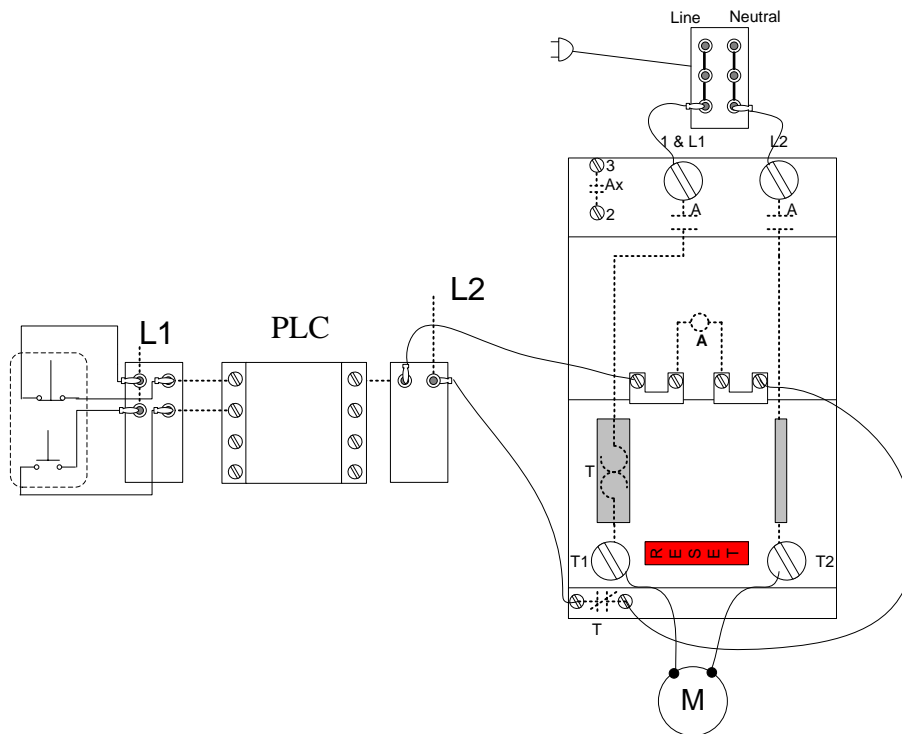 Line Neutral
1 & L1 L2
3
Ax
2
A A
L2
L1
PLC
A
T
RESET
T1 T2
T
M